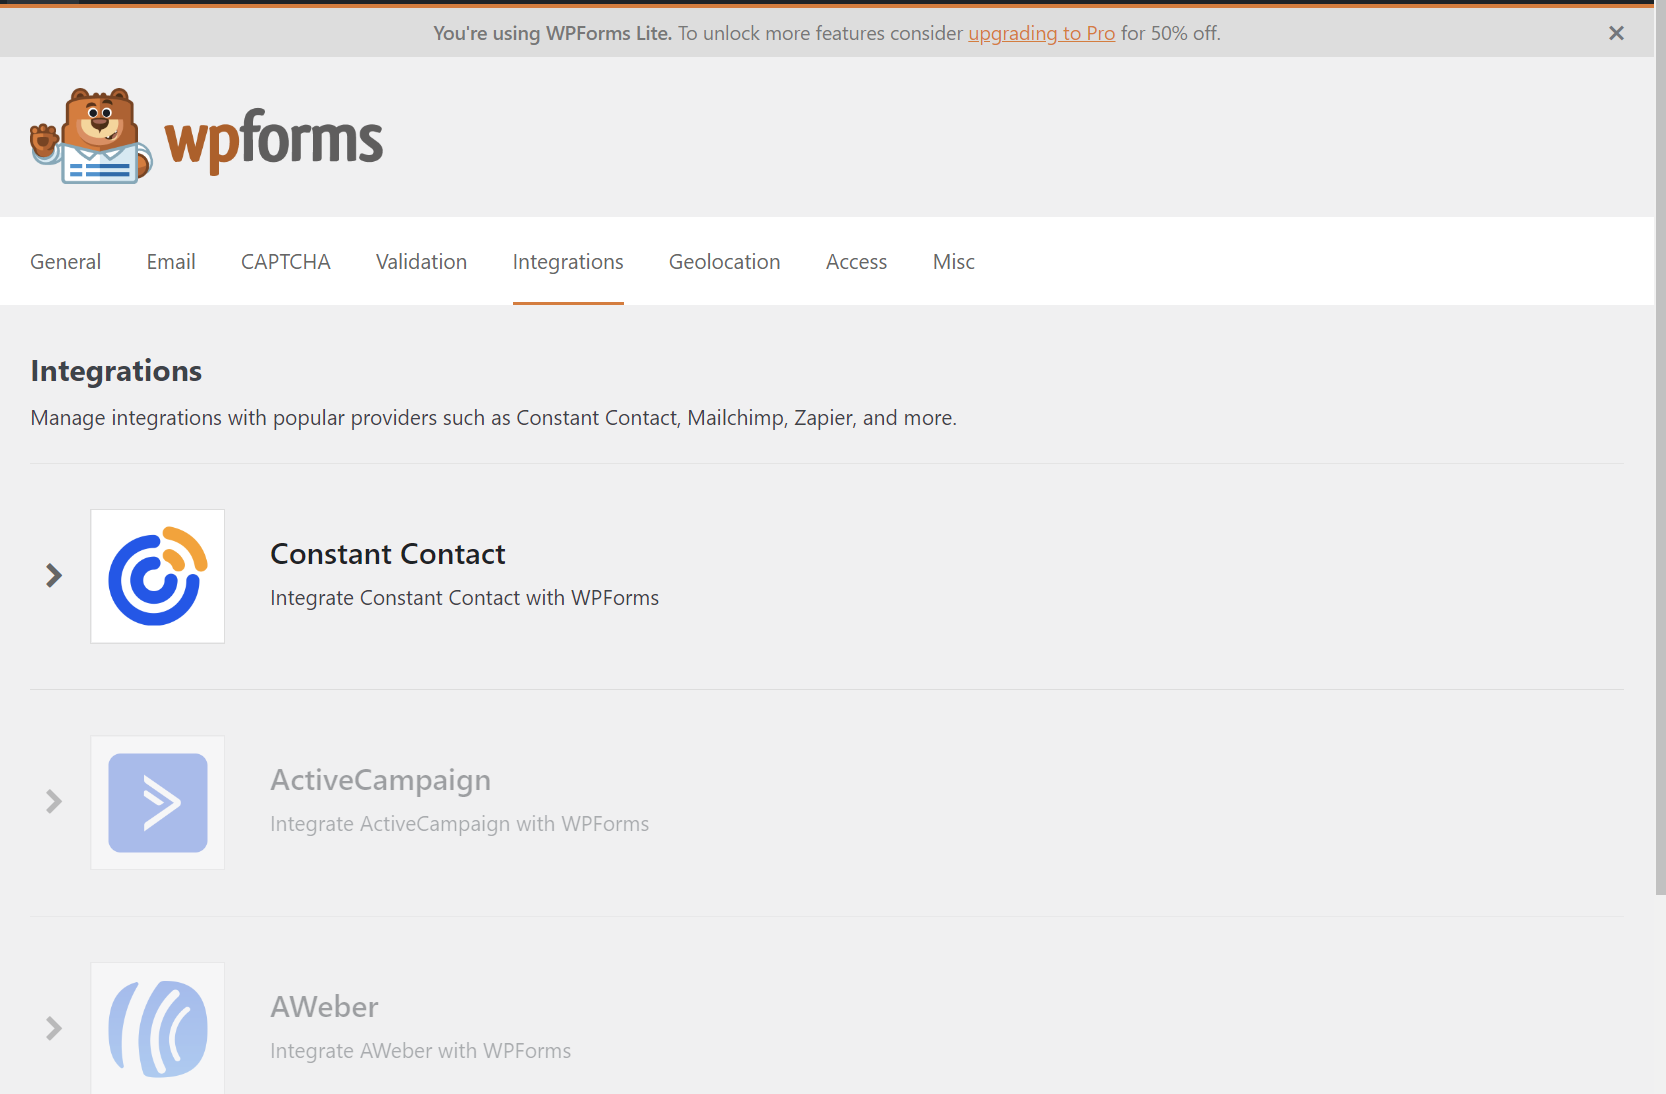 You're using WPForms Lite. To unlock more features consider upgrading to Pro for 50% off.
wpforms
General Email CAPTCHA Validation Integrations Geolocation Access Misc
Integrations
Manage integrations with popular providers such as Constant Contact, Mailchimp, Zapier, and more.
Constant Contact
Integrate Constant Contact with WPForms
ActiveCampaign
Integrate ActiveCampaign with WPForms
AWeber
Integrate AWeber with WPForms